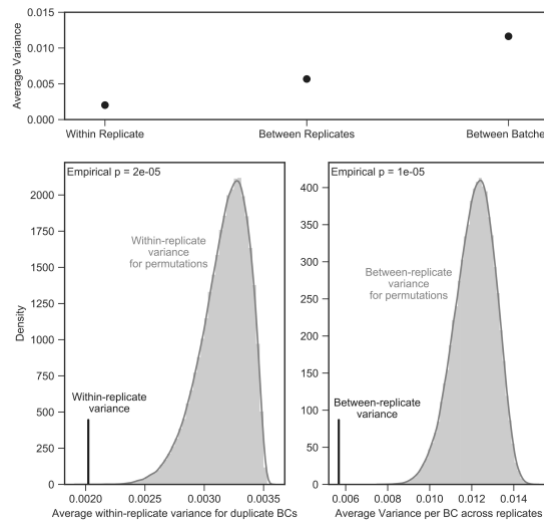 0.015
0.010
0.005
0.000
Average Variance
Within Replicate
Between Replicates
Between Batche
Empirical p = 2e-05
2000
1750
1500
1250
1000
750
500
250
0
Density
Within-replicate
variance
for permutations
Within-replicate
variance
0.0020
0.0025
0.0030
0.0035
Average within-replicate variance for duplicate BCs
Empirical p = 1e-05
400
350
300
250
200
150
100
50
0
Between-replicate
variance
for permutations
Between-replicate
variance
0.006
0.008
0.010
0.012
0.014
Average Variance per BC across replicates